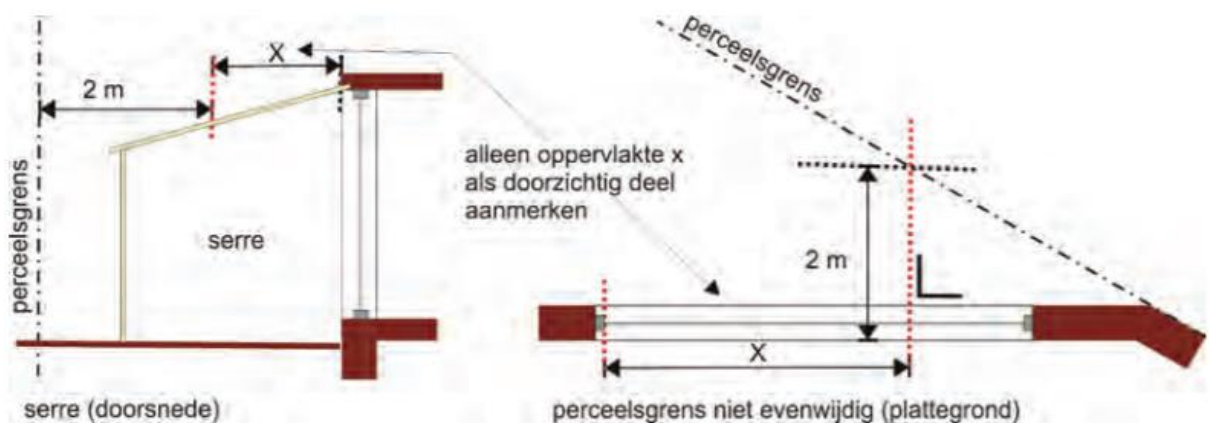 perceelsgrens
2 m
X
serre
serre (doorsnede)
alleen oppervlakte x
als doorzichtig deel
aanmerken
perceelsgrens
2 m
X
perceelsgrens niet evenwijdig (plattegrond)